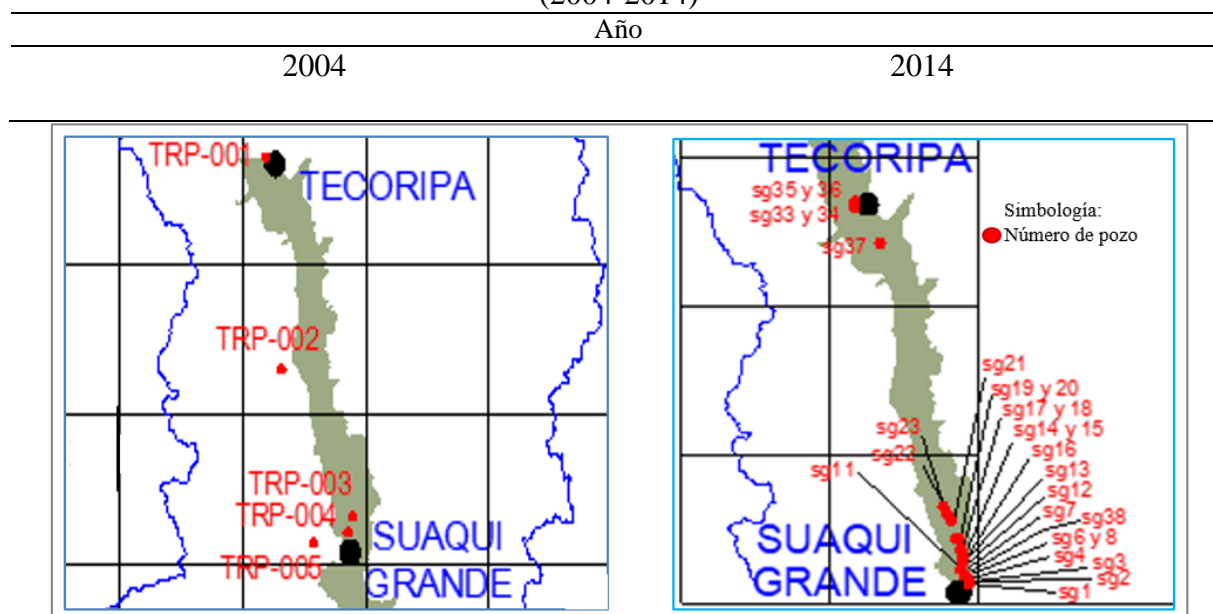 (2004-2014)
Año
2004 2014
TRP-001
TECORIPA
TRP-002
TRP-003
TRP-004
TRP-005
SUAQUI
GRANDE
TECORIPA
sg35 y 36
sg33 y 34
sg37
Simbología:
Número de pozo
sg21
sg19 y 20
sg17 y 18
sg14 y 15
sg23
sg22
sg16
sg11
sg13
sg12
sg7
sg38
sg6 y 8
sg4
sg3
sg2
sg1
SUAQUI
GRANDE